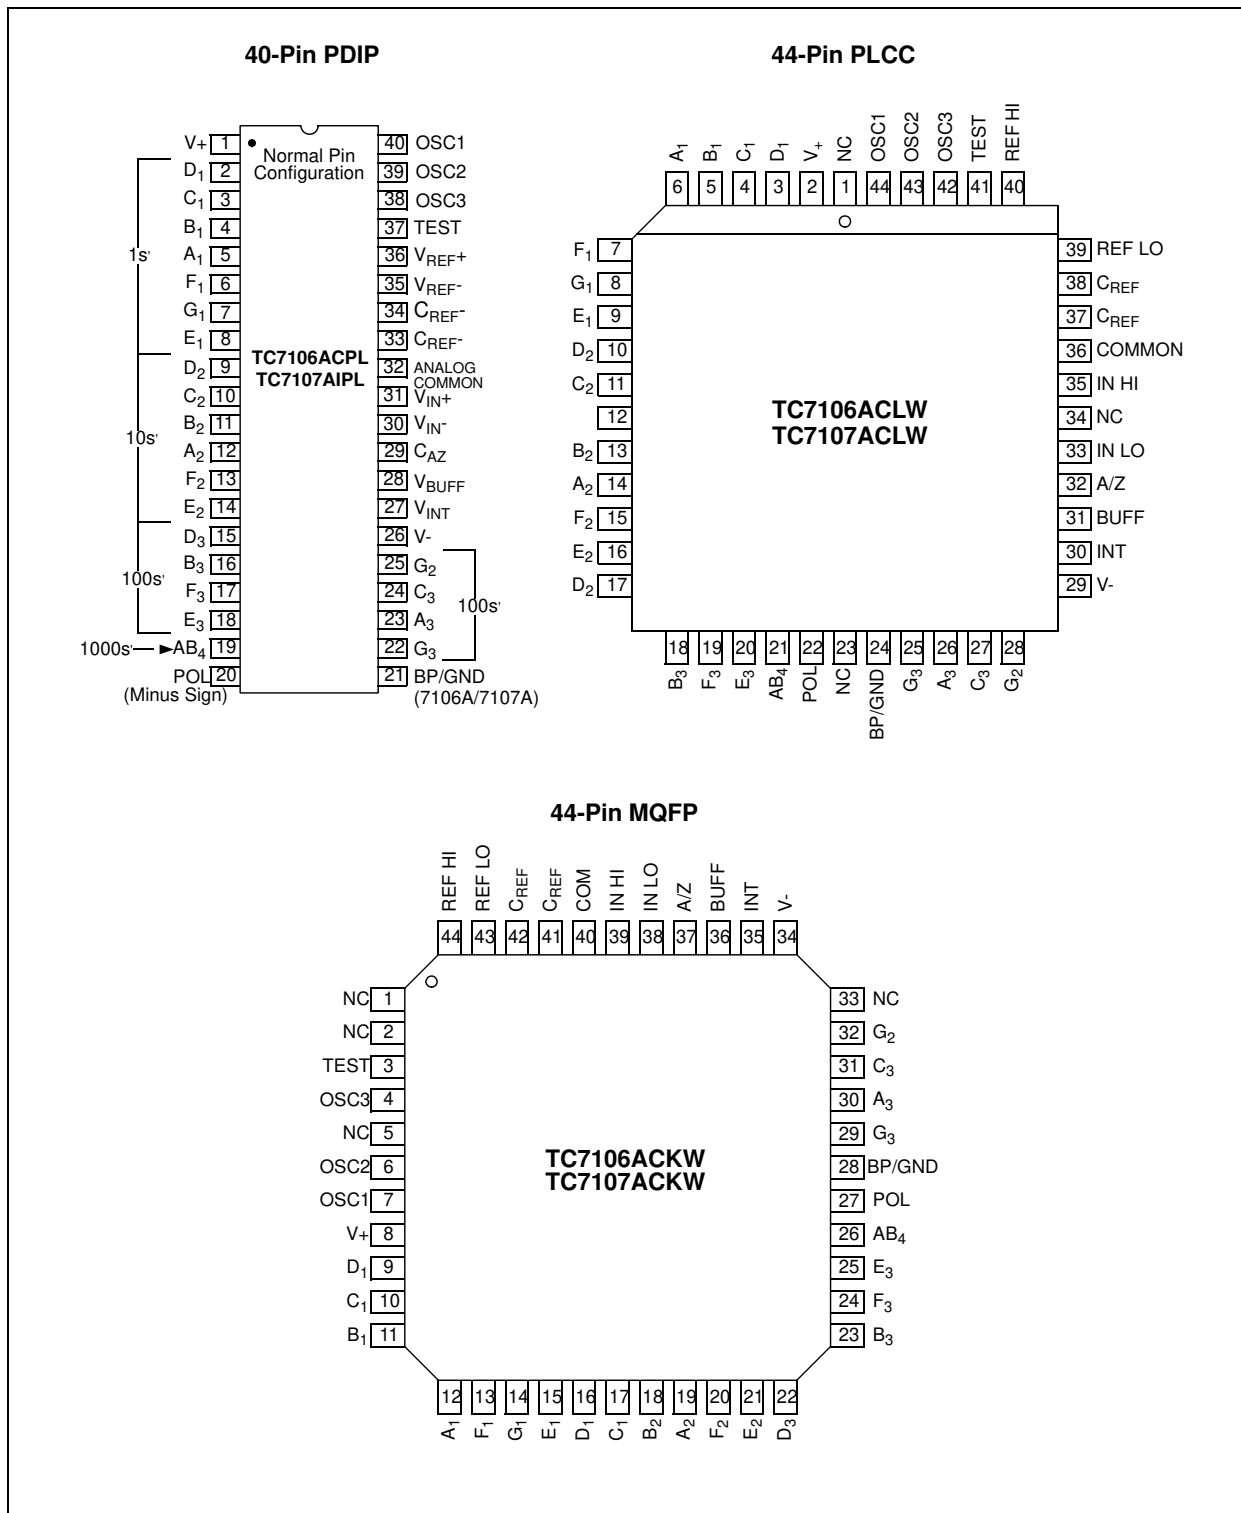 40-Pin PDIP
V+ 1 40 OSC1
Normal Pin
Configuration
D1 2 39 OSC2
C1 3 38 OSC3
B1 4 37 TEST
1s'
A1 5 36 VREF+
F1 6 35 VREF-
G1 7 34 CREF-
E1 8 33 CREF-
TC7106ACPL
TC7107AIPL
D2 9 32 ANALOG
COMMON
C2 10 31 VIN+
B2 11 30 VIN-
10s'
A2 12 29 CAZ
F2 13 28 VBUFF
E2 14 27 VINT
D3 15 26 V-
B3 16 25 G2
100s'
F3 17 24 C3
100s'
E3 18 23 A3
1000s' AB4 19 22 G3
POL 20 21 BP/GND
(Minus Sign) (7106A/7107A)
44-Pin PLCC
A1 B1 C1 D1 V+ NC OSC1 OSC2 OSC3 TEST REF HI
6 5 4 3 2 1 44 43 42 41 40
F1 7 39 REF LO
G1 8 38 CREF
E1 9 37 CREF
D2 10 36 COMMON
C2 11 35 IN HI
12 34 NC
TC7106ACLW
TC7107ACLW
B2 13 33 IN LO
A2 14 32 A/Z
F2 15 31 BUFF
E2 16 30 INT
D2 17 29 V-
18 19 20 21 22 23 24 25 26 27 28
B3 F3 E3 AB4 POL NC BP/GND G3 A3 C3 G2
44-Pin MQFP
REF HI REF LO CREF CREF COM IN HI IN LO A/Z BUFF INT V-
44 43 42 41 40 39 38 37 36 35 34
NC 1 33 NC
NC 2 32 G2
TEST 3 31 C3
OSC3 4 30 A3
NC 5 29 G3
TC7106ACKW
TC7107ACKW
OSC2 6 28 BP/GND
OSC1 7 27 POL
V+ 8 26 AB4
D1 9 25 E3
C1 10 24 F3
B1 11 23 B3
12 13 14 15 16 17 18 19 20 21 22
A1 F1 G1 E1 D1 C1 B2 A2 F2 E2 D3